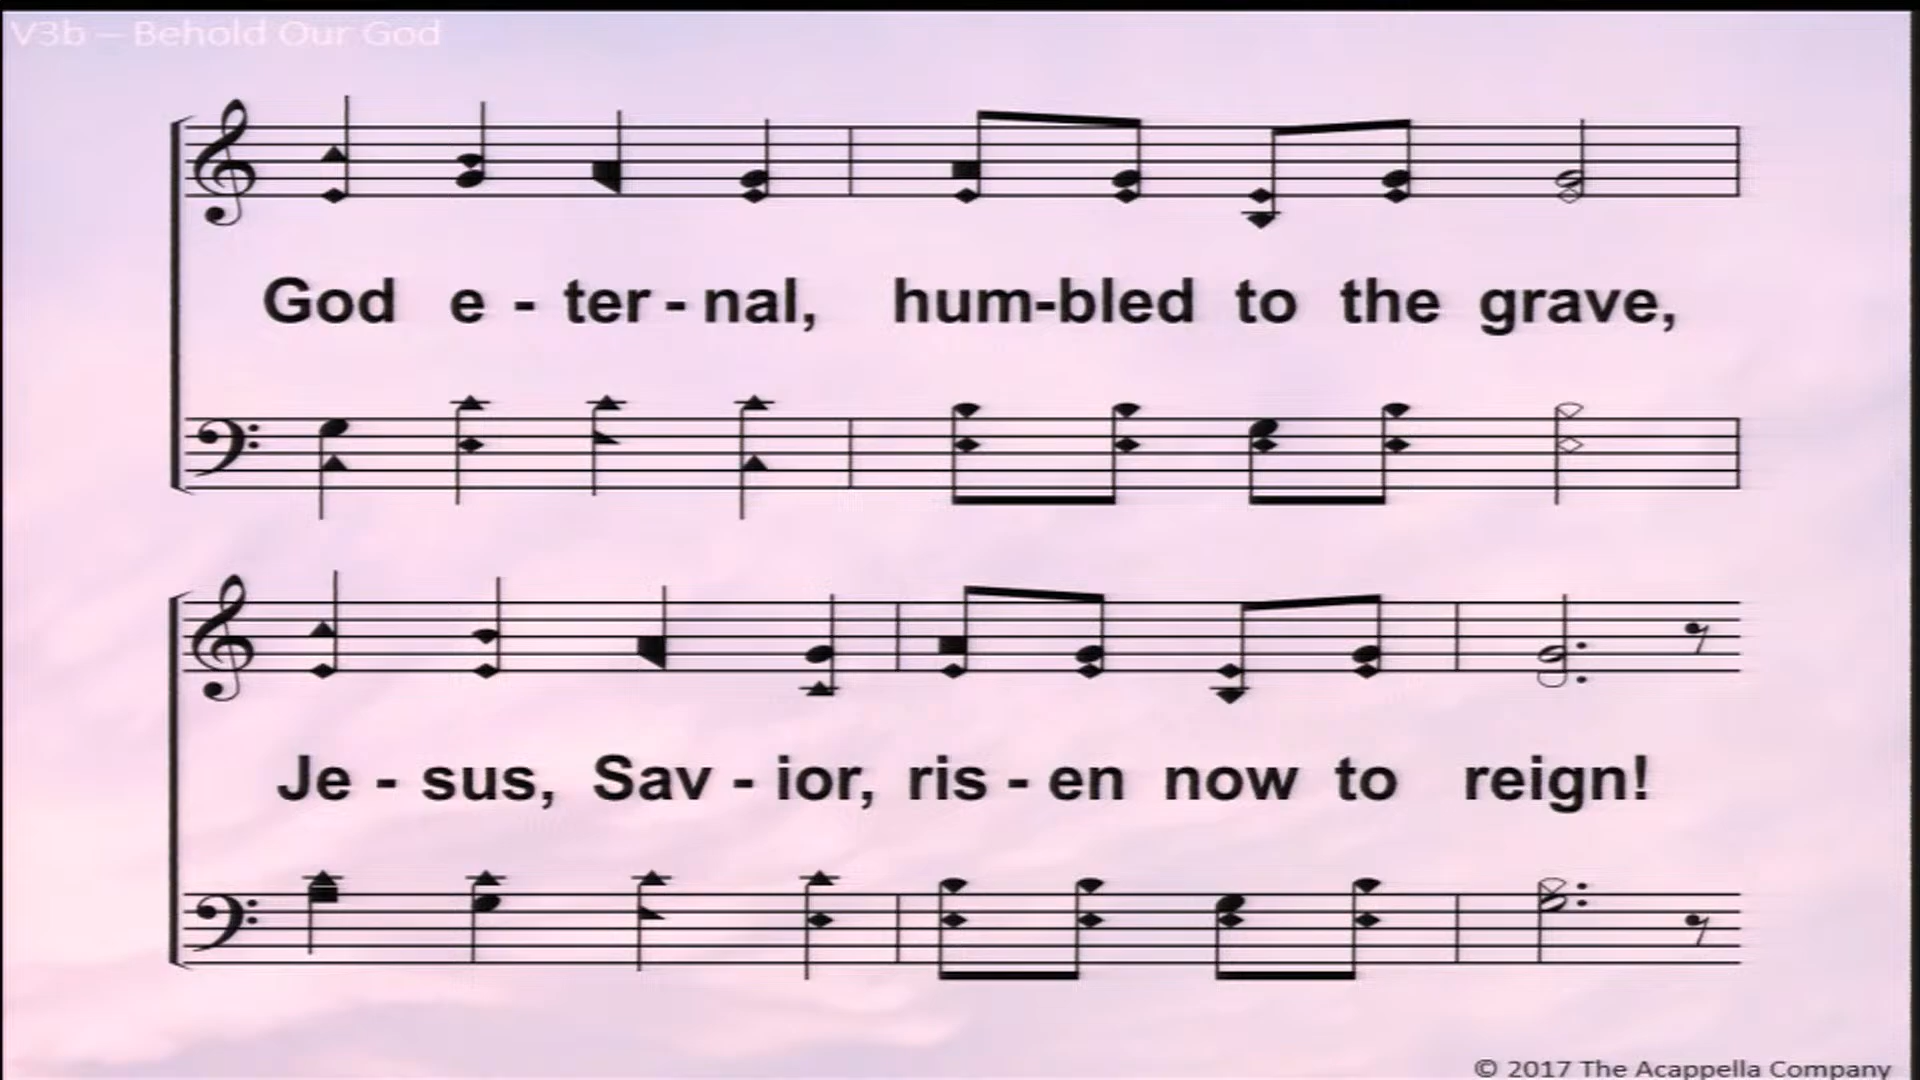 V3b – Behold Our God
God e - ter - nal, hum-bled to the grave,
Je - sus, Sav - ior, ris - en now to reign!
© 2017 The Acappella Company